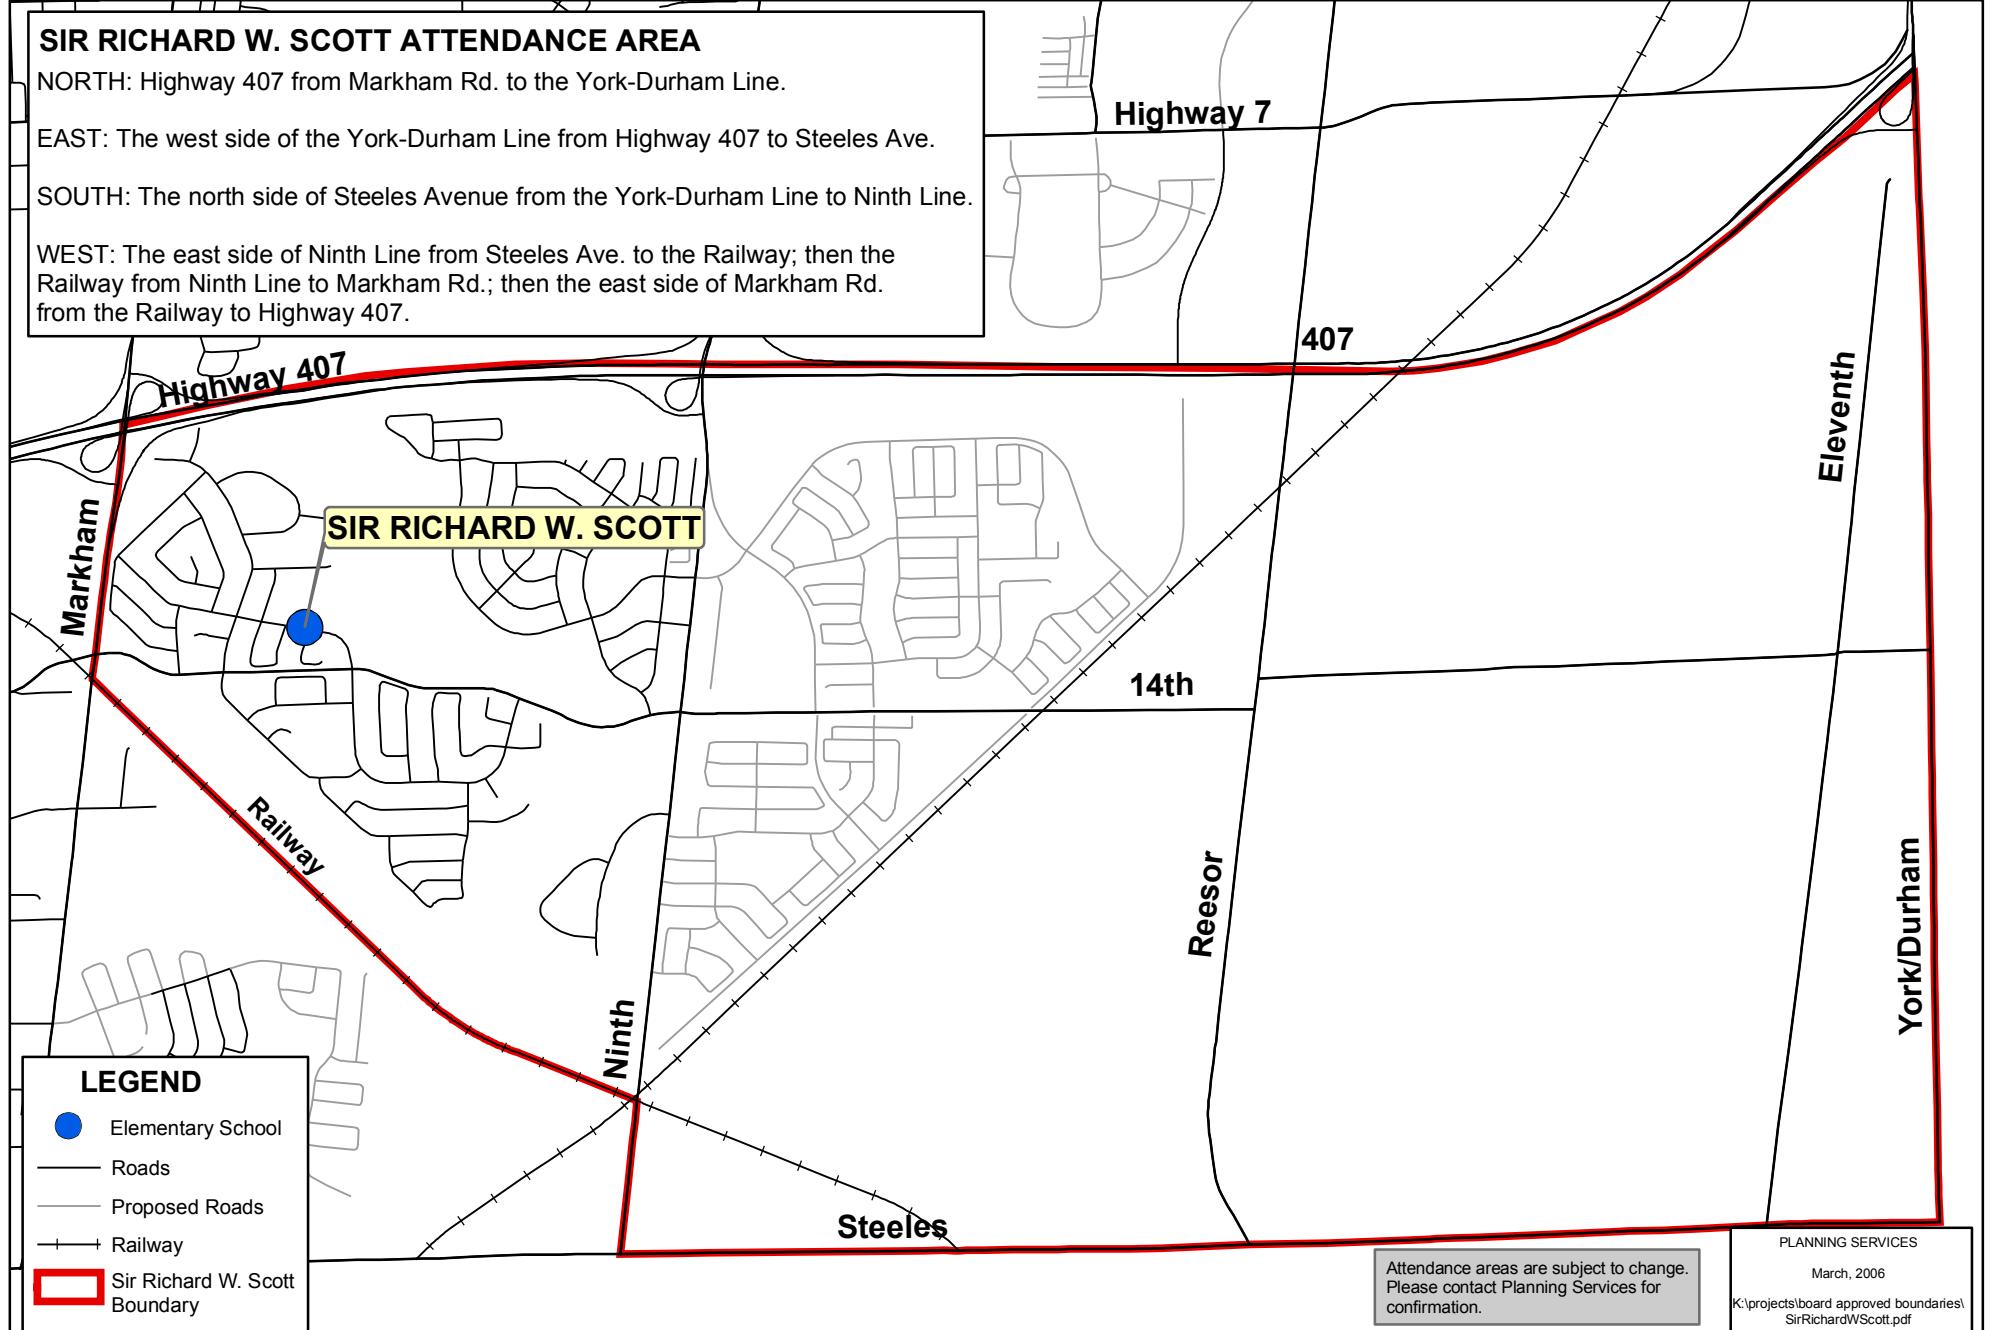 SIR RICHARD W. SCOTT ATTENDANCE AREA
NORTH: Highway 407 from Markham Rd. to the York-Durham Line.
EAST: The west side of the York-Durham Line from Highway 407 to Steeles Ave.
SOUTH: The north side of Steeles Avenue from the York-Durham Line to Ninth Line.
WEST: The east side of Ninth Line from Steeles Ave. to the Railway; then the
Railway from Ninth Line to Markham Rd.; then the east side of Markham Rd.
from the Railway to Highway 407.
Highway 7
407
Highway 407
Eleventh
SIR RICHARD W. SCOTT
Markham
14th
Railway
Reesor
York/Durham
Ninth
Steeles
LEGEND
Elementary School
Roads
Proposed Roads
Railway
Sir Richard W. Scott
Boundary
Attendance areas are subject to change.
Please contact Planning Services for
confirmation.
PLANNING SERVICES
March, 2006
K:\projects\board approved boundaries\
SirRichardWScott.pdf